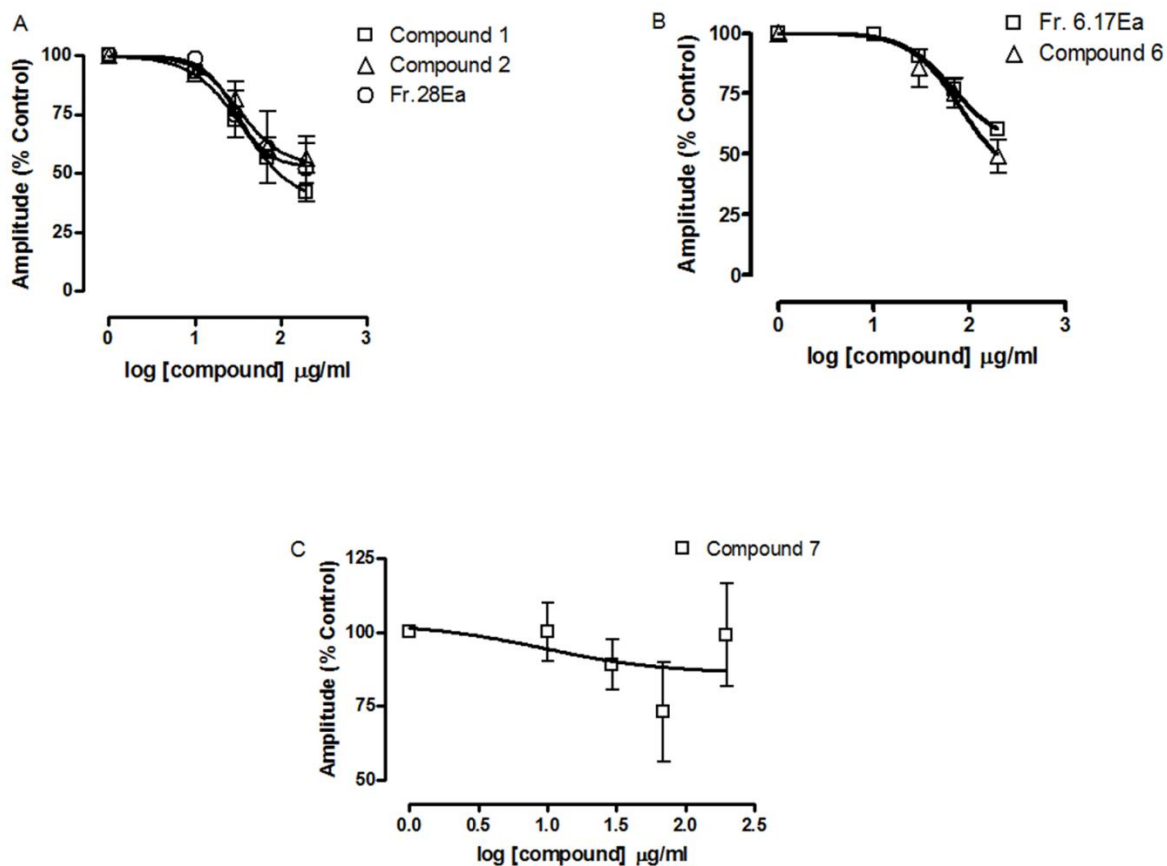 A
Compound 1
Compound 2
Fr.28Ea
100
75
50
25
0
Amplitude (% Control)
0 1 2 3
log [compound] μg/ml
B
Fr. 6.17Ea
Compound 6
100
75
50
25
0
Amplitude (% Control)
0 1 2 3
log [compound] μg/ml
C
Compound 7
125
100
75
50
Amplitude (% Control)
0.0 0.5 1.0 1.5 2.0 2.5
log [compound] μg/ml